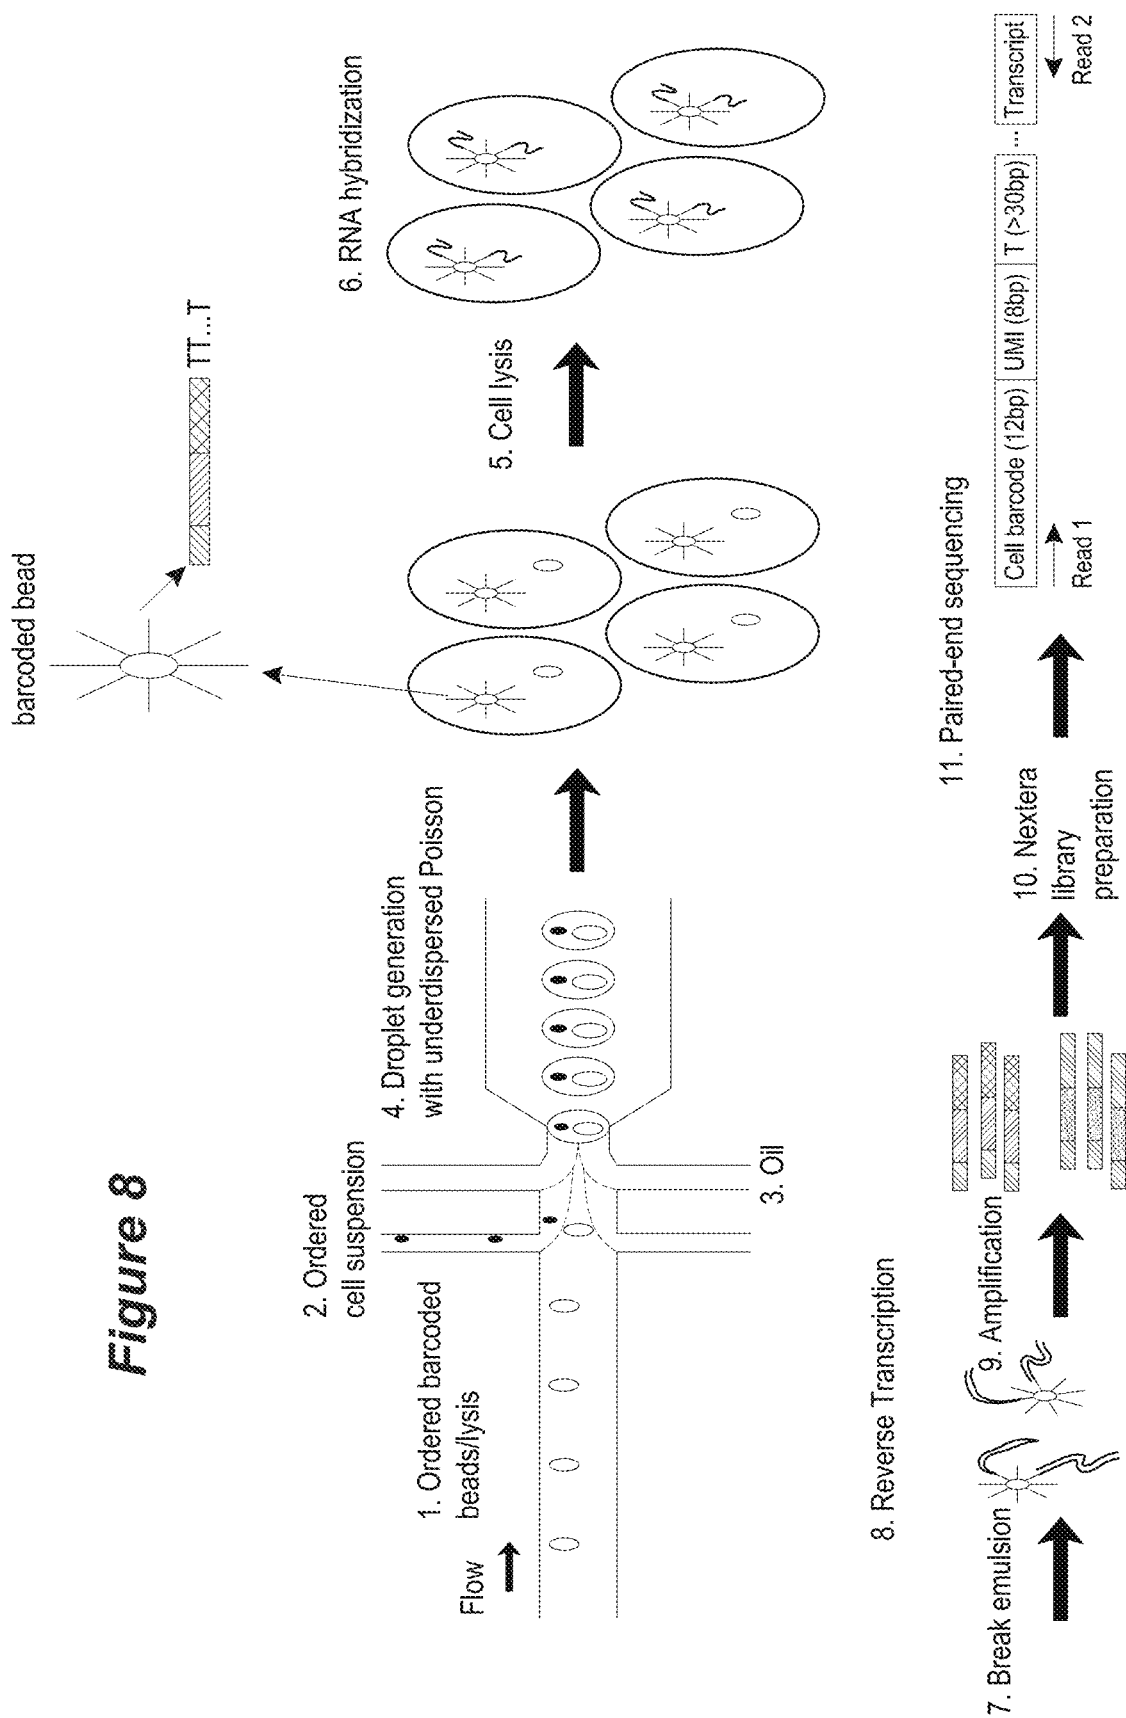 Figure 8
barcoded bead
TT...T
Flow
1. Ordered barcoded
beads/lysis
2. Ordered
cell suspension
3. Oil
4. Droplet generation
with underdispersed Poisson
5. Cell lysis
6. RNA hybridization
7. Break emulsion
8. Reverse Transcription
9. Amplification
10. Nextera
library
preparation
11. Paired-end sequencing
Cell barcode (12bp) UMI (8bp) T (>30bp) ... Transcript
Read 1
Read 2